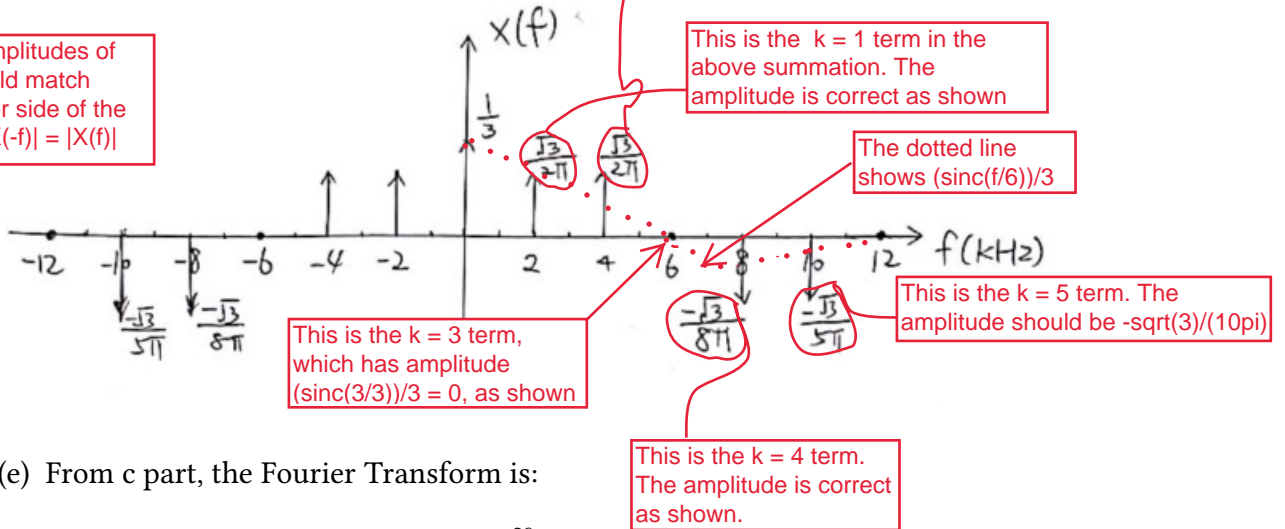 nplitudes of
ld match
r side of the
X(-f)| = |X(f)|
X(f)
This is the k = 1 term in the
above summation. The
amplitude is correct as shown
1/3
√3/2π
√3/2π
The dotted line
shows (sinc(f/6))/3
-12 -10 -8 -6 -4 -2 2 4 6 8 10 12 f(kHz)
-√3/5π
-√3/8π
This is the k = 3 term,
which has amplitude
(sinc(3/3))/3 = 0, as shown
-√3/8π
-√3/5π
This is the k = 5 term. The
amplitude should be -sqrt(3)/(10pi)
(e) From c part, the Fourier Transform is:
This is the k = 4 term.
The amplitude is correct
as shown.